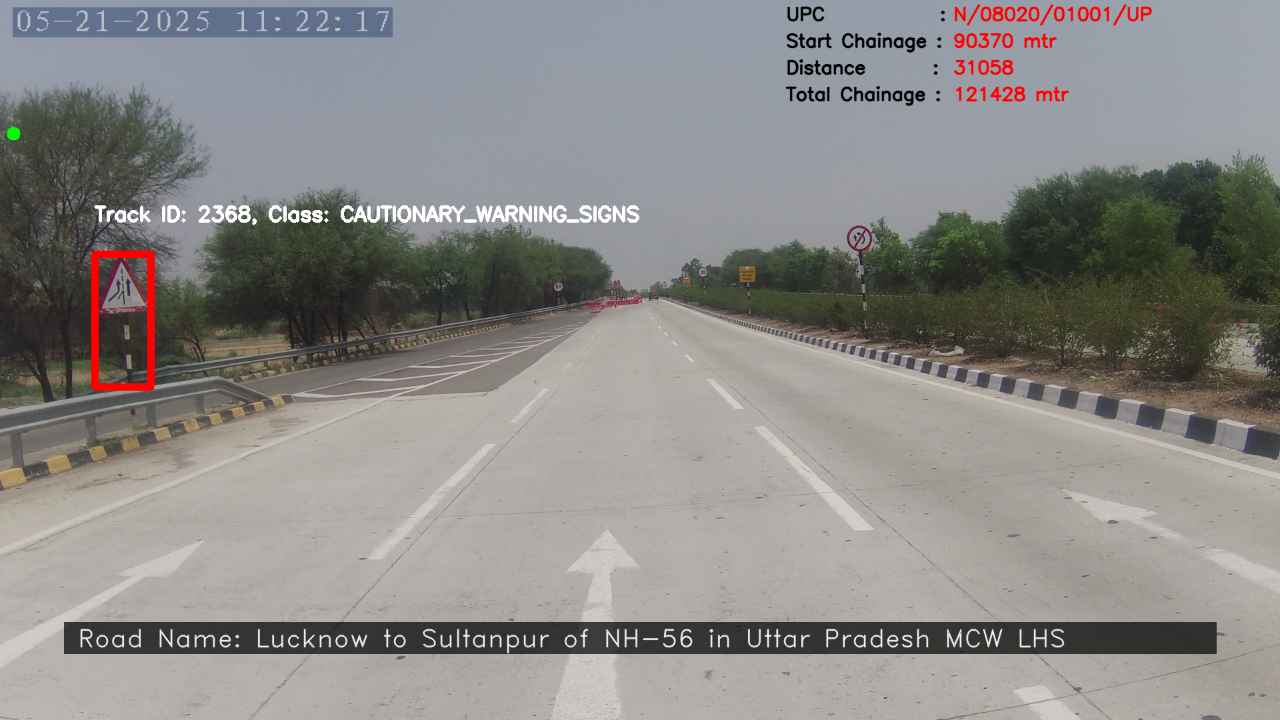 05-21-2025 11:22:17
UPC : N/08020/01001/UP
Start Chainage : 90370 mtr
Distance : 31058
Total Chainage : 121428 mtr
Track ID: 2368, Class: CAUTIONARY_WARNING_SIGNS
Road Name: Lucknow to Sultanpur of NH-56 in Uttar Pradesh MCW LHS